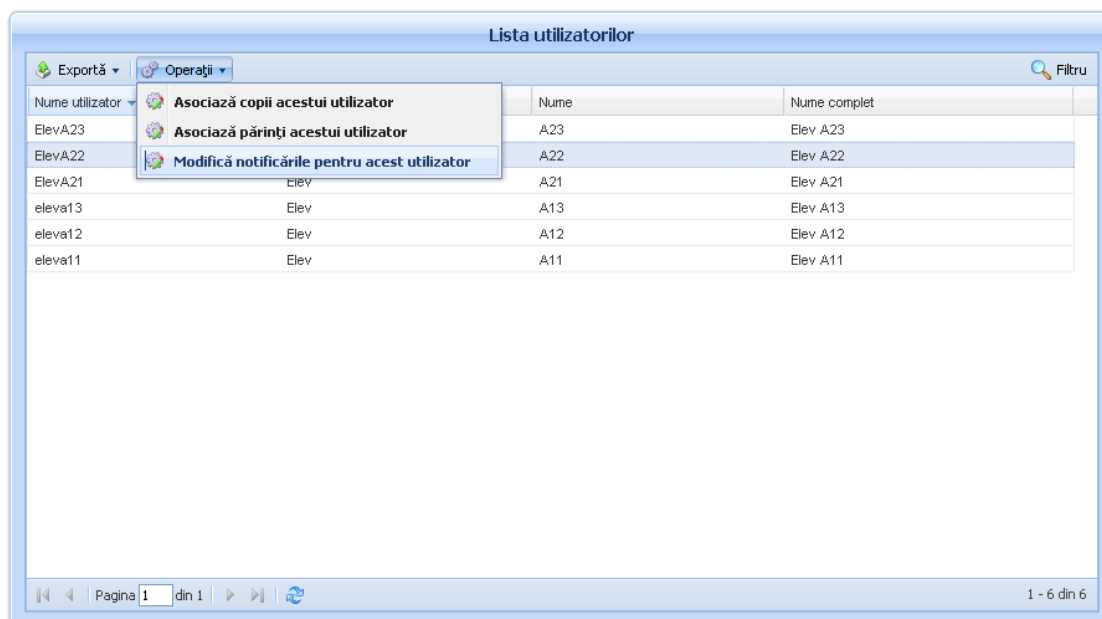 Lista utilizatorilor
Exportă Operaţii Filtru
Nume utilizator Nume Nume complet
Asociază copii acestui utilizator
Asociază părinţi acestui utilizator
Modifică notificările pentru acest utilizator
ElevA23 A23 Elev A23
ElevA22 A22 Elev A22
ElevA21 Elev A21 Elev A21
eleva13 Elev A13 Elev A13
eleva12 Elev A12 Elev A12
eleva11 Elev A11 Elev A11
Pagina 1 din 1 1 - 6 din 6